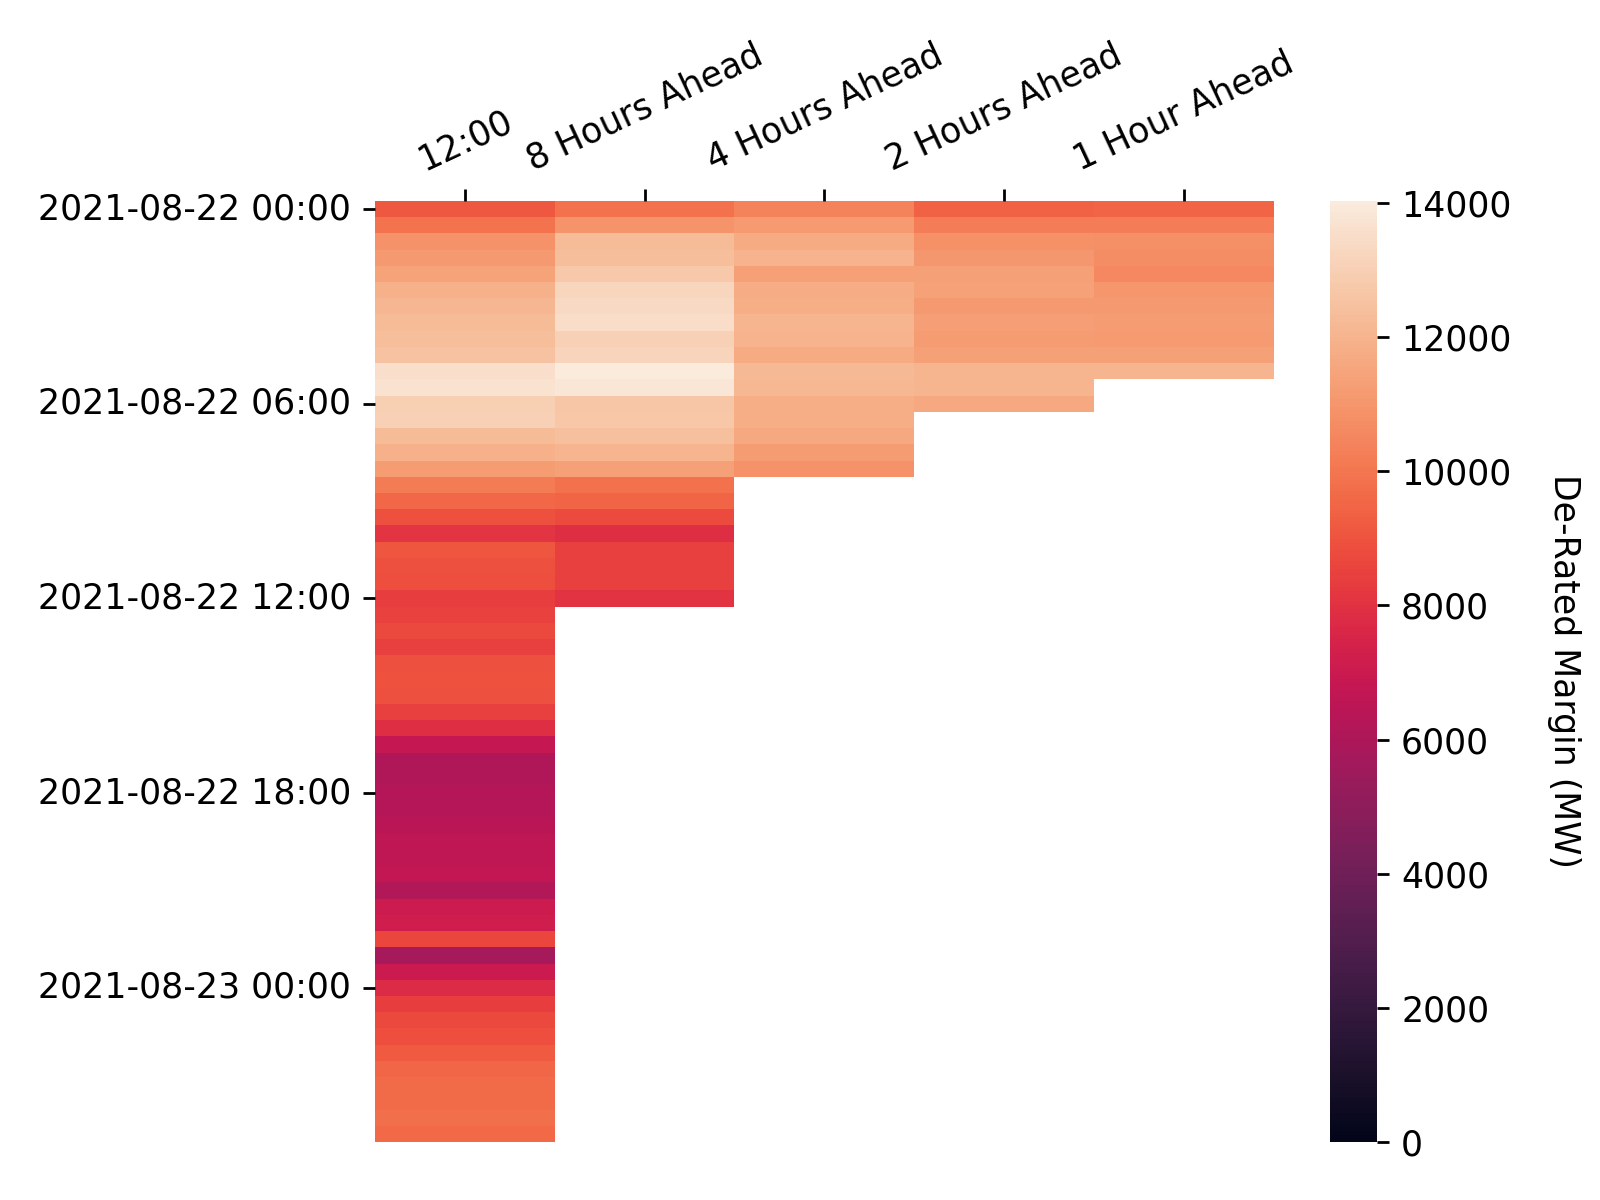 12:00
8 Hours Ahead
4 Hours Ahead
2 Hours Ahead
1 Hour Ahead
2021-08-22 00:00
2021-08-22 06:00
2021-08-22 12:00
2021-08-22 18:00
2021-08-23 00:00
14000
12000
10000
8000
6000
4000
2000
0
De-Rated Margin (MW)